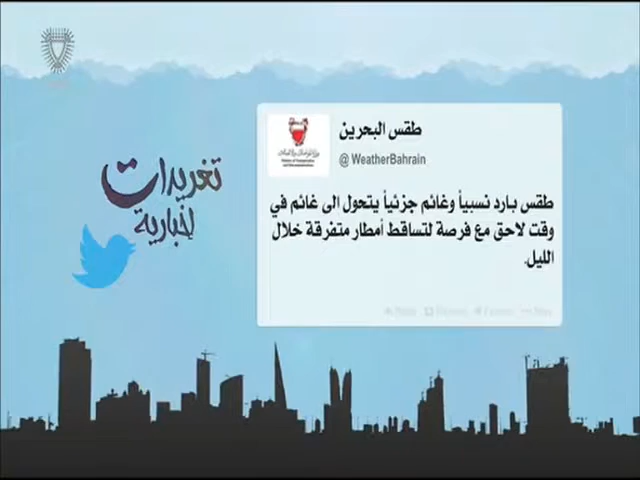 تغريدات
إخبارية
طقس البحرين
@WeatherBahrain
طقس بارد نسبياً وغائم جزئياً يتحول الى غائم في
وقت لاحق مع فرصة لتساقط أمطار متفرقة خلال
الليل.